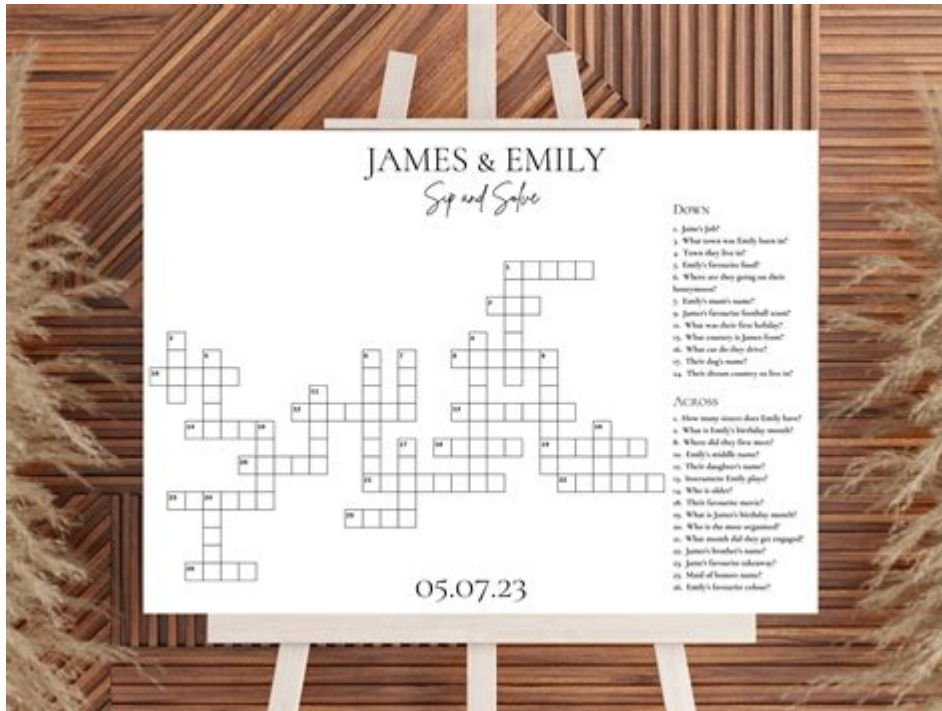 JAMES & EMILY
Sip and Solve
DOWN
1. Jame's Job?
3. What town was Emily born in?
4. Town they live in?
5. Emily's favourite food?
6. Where are they going on their
honeymoon?
7. Emily's mum's name?
9. James's favourite football team?
11. What was their first holiday?
15. What country is James from?
16. What car do they drive?
17. Their dog's name?
24. Their dream country to live in?
ACROSS
1. How many sisters does Emily have?
2. What is Emily's birthday month?
8. Where did they first meet?
10. Emily's middle name?
12. Their daughter's name?
13. Instrument Emily plays?
14. Who is older?
18. Their favourite movie?
19. What is James's birthday month?
20. Who is the most organised?
21. What month did they get engaged?
22. James's brother's name?
23. Jame's favourite takeaway?
25. Maid of honors name?
26. Emily's favourite colour?
05.07.23